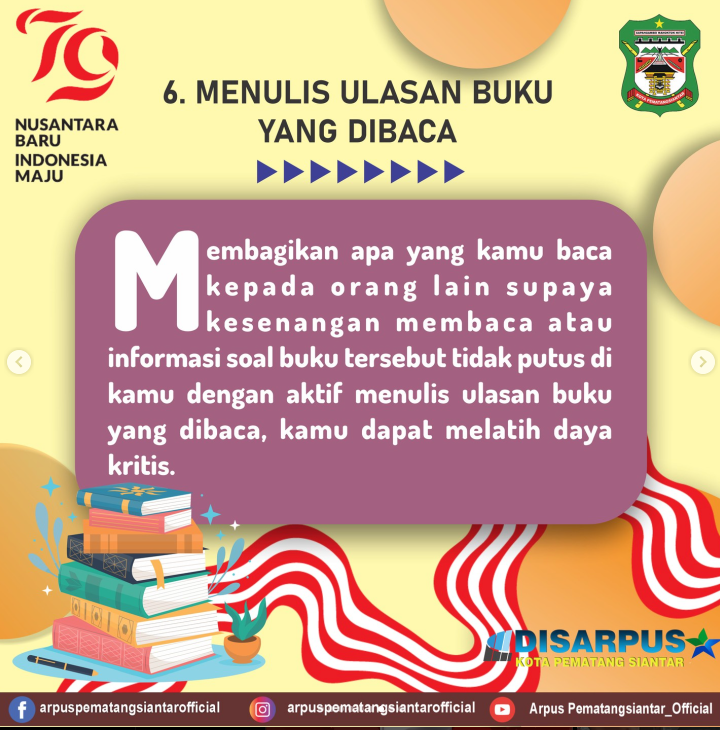 79
NUSANTARA
BARU
INDONESIA
MAJU
6. MENULIS ULASAN BUKU
YANG DIBACA
KOTA PEMATANGSIANTAR
Membagikan apa yang kamu baca
kepada orang lain supaya
kesenangan membaca atau
informasi soal buku tersebut tidak putus di
kamu dengan aktif menulis ulasan buku
yang dibaca, kamu dapat melatih daya
kritis.
DISARPUS
KOTA PEMATANG SIANTAR
arpuspematangsiantarofficial
arpuspematangsiantarofficial
Arpus Pematangsiantar_Official